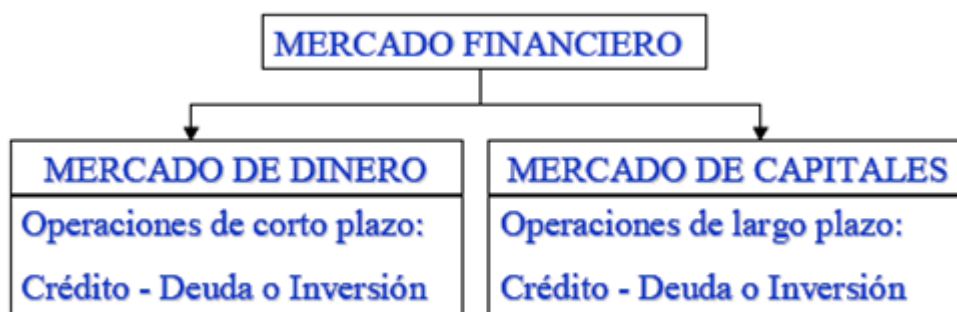 MERCADO FINANCIERO
MERCADO DE DINERO
Operaciones de corto plazo:
Crédito - Deuda o Inversión
MERCADO DE CAPITALES
Operaciones de largo plazo:
Crédito - Deuda o Inversión